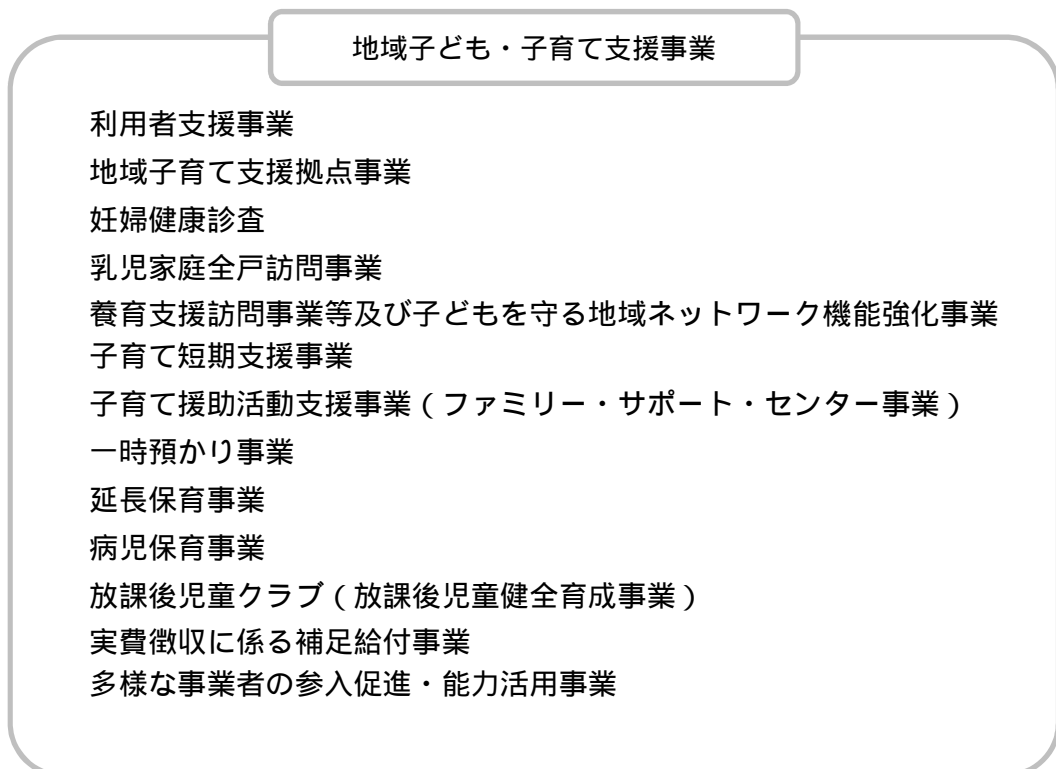 地域子ども・子育て支援事業
利用者支援事業
地域子育て支援拠点事業
妊婦健康診査
乳児家庭全戸訪問事業
養育支援訪問事業等及び子どもを守る地域ネットワーク機能強化事業
子育て短期支援事業
子育て援助活動支援事業(ファミリー・サポート・センター事業)
一時預かり事業
延長保育事業
病児保育事業
放課後児童クラブ(放課後児童健全育成事業)
実費徴収に係る補足給付事業
多様な事業者の参入促進・能力活用事業